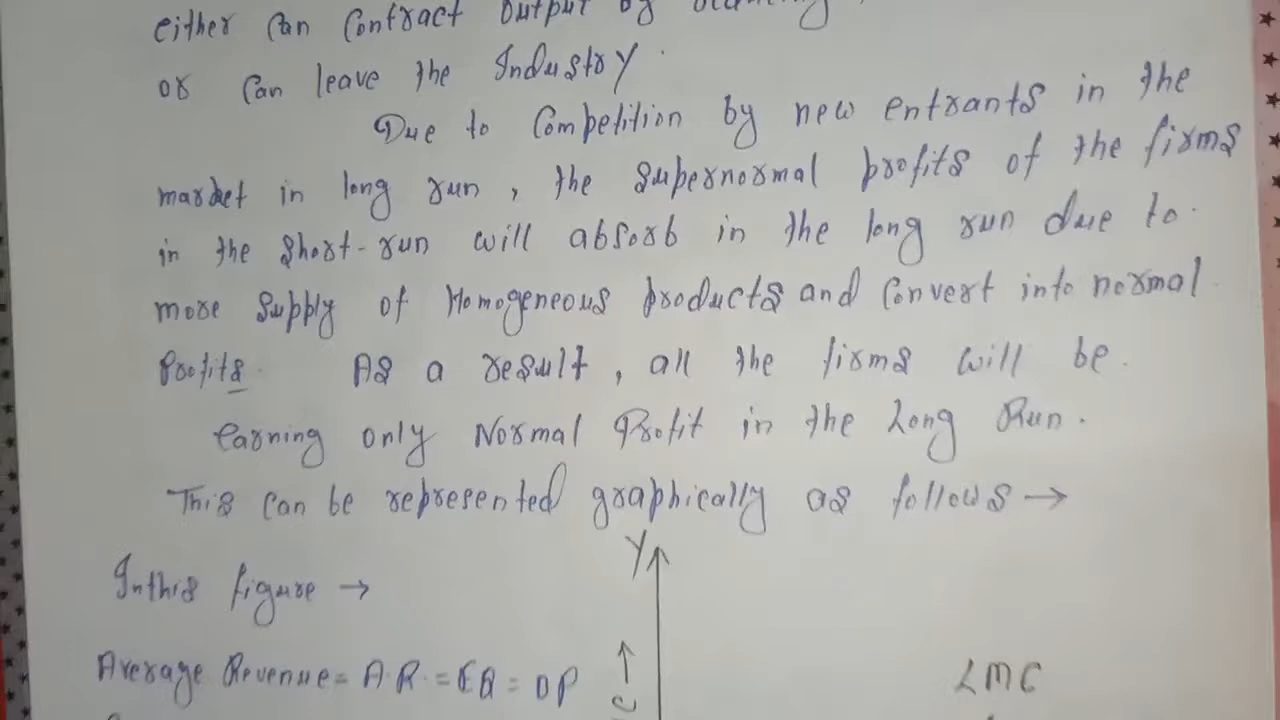 either Can Contract Output by
or Can leave the Industry.
Due to Competition by new entrants in the
market in long run, the supernormal profits of the firms
in the short-run will absorb in the long run due to
more supply of Homogeneous products and Convert into normal
Profits. As a result, all the firms will be.
earning only Normal Profit in the Long Run.
This Can be represented graphically as follows →
In this figure →
Y
Average Revenue = A.R. = EQ = OP
LMC